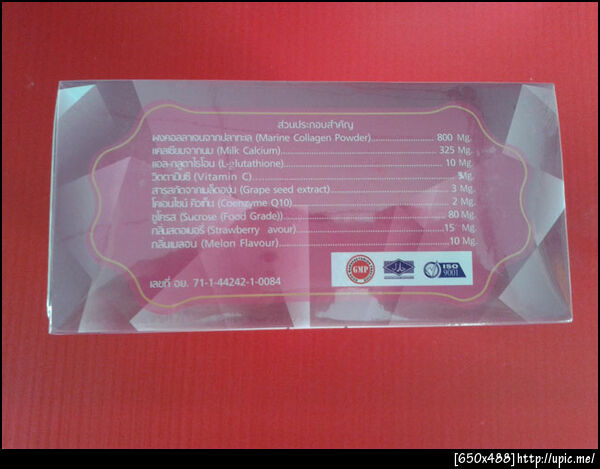 ส่วนประกอบสำคัญ
ผงคอลลาเจนจากปลาทะเล (Marine Collagen Powder)........................ 800 Mg.
แคลเซียมจากนม (Milk Calcium)........................ 325 Mg.
แอล-กลูตาไธโอน (L-glutathione)........................ 10 Mg.
วิตตามินซี (Vitamin C)........................ Mg.
สารสกัดจากเมล็ดองุ่น (Grape seed extract)........................ 3 Mg.
โคเอนไซน์ คิวเท็น (Coenzyme Q10)........................ 2 Mg.
ซูโครส (Sucrose (Food Grade))........................ 80 Mg.
กลิ่นสตอเบอรี่ (Strawberry avour)........................ 15 Mg.
กลิ่นเมลอน (Melon Flavour)........................ 10 Mg.
เลขที่ อย. 71-1-44242-1-0084
GMP
ISO
9001
[650x488]http://upic.me/